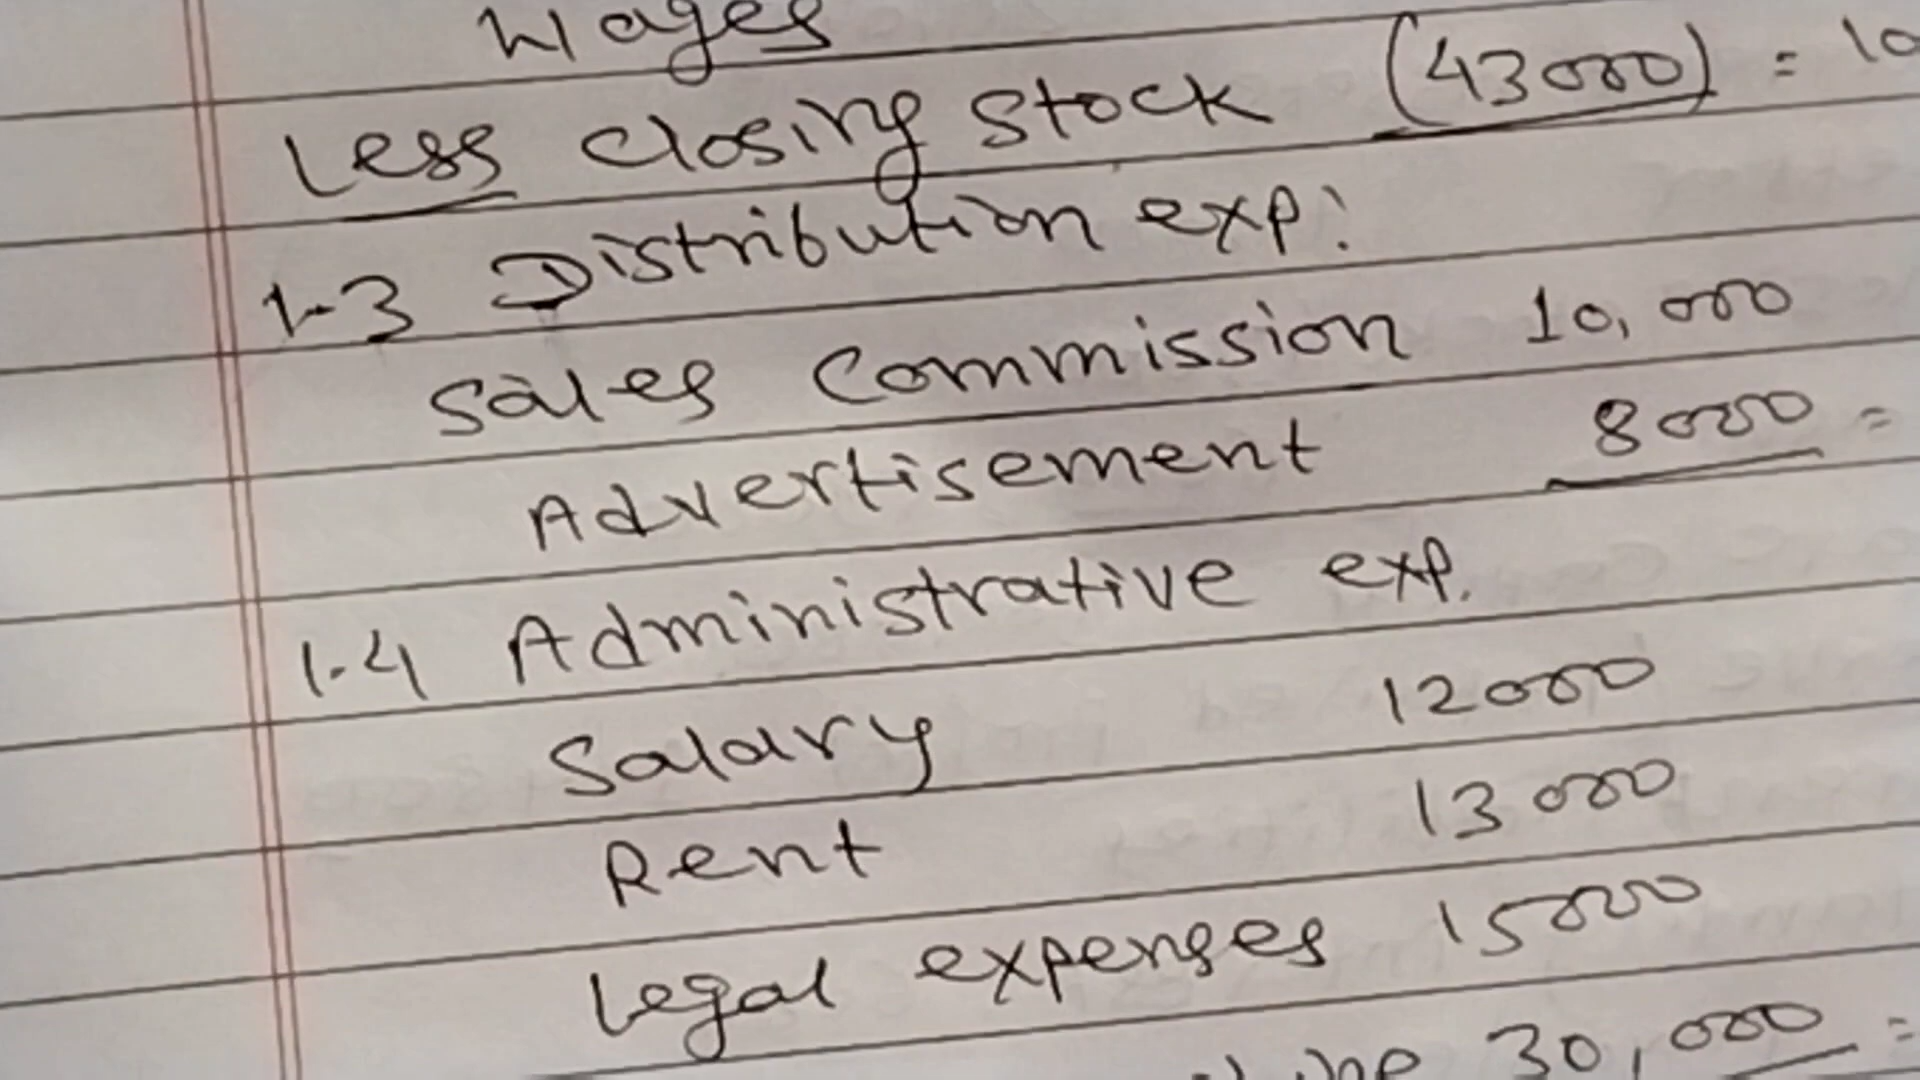 Wages
Less closing stock (43000) = 10
1-3 Distribution exp:
Sales Commission 10,000
Advertisement 8000 =
1.4 Administrative exp.
Salary 12000
Rent 13000
Legal expenses 15000
30,000 =